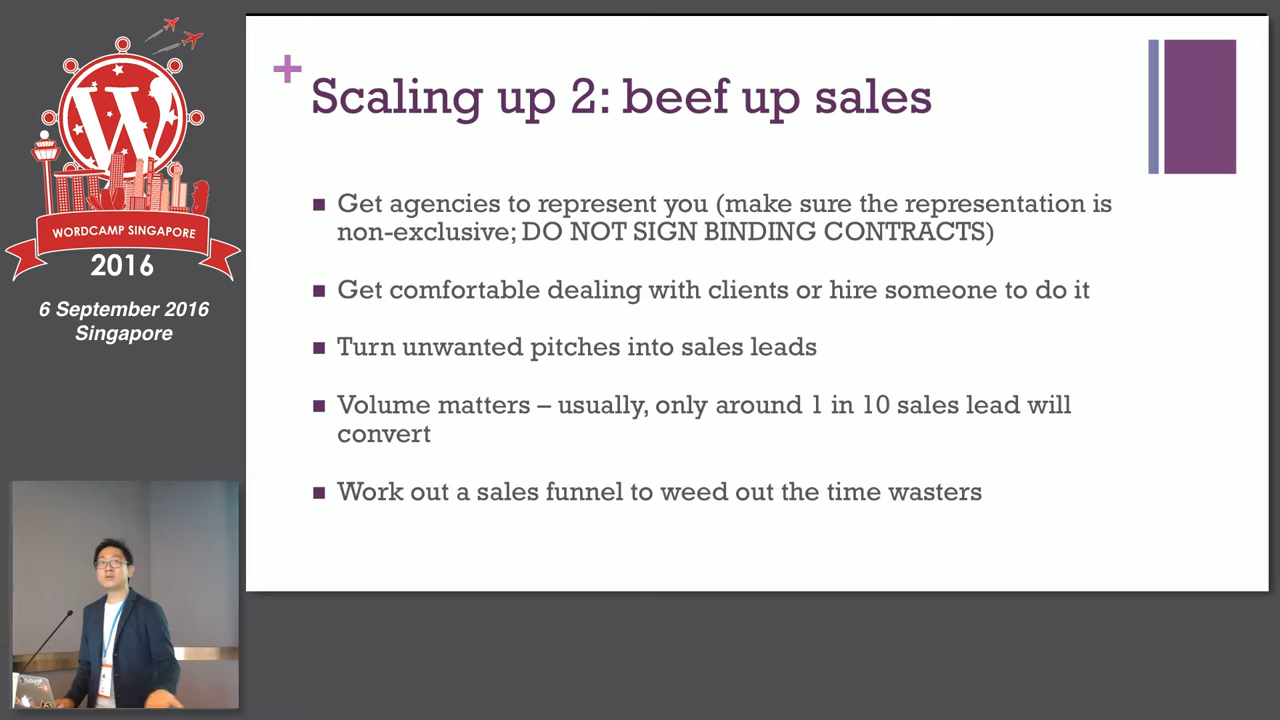 WORDCAMP SINGAPORE
2016
6 September 2016
Singapore
+
Scaling up 2: beef up sales
Get agencies to represent you (make sure the representation is
non-exclusive; DO NOT SIGN BINDING CONTRACTS)
Get comfortable dealing with clients or hire someone to do it
Turn unwanted pitches into sales leads
Volume matters – usually, only around 1 in 10 sales lead will
convert
Work out a sales funnel to weed out the time wasters